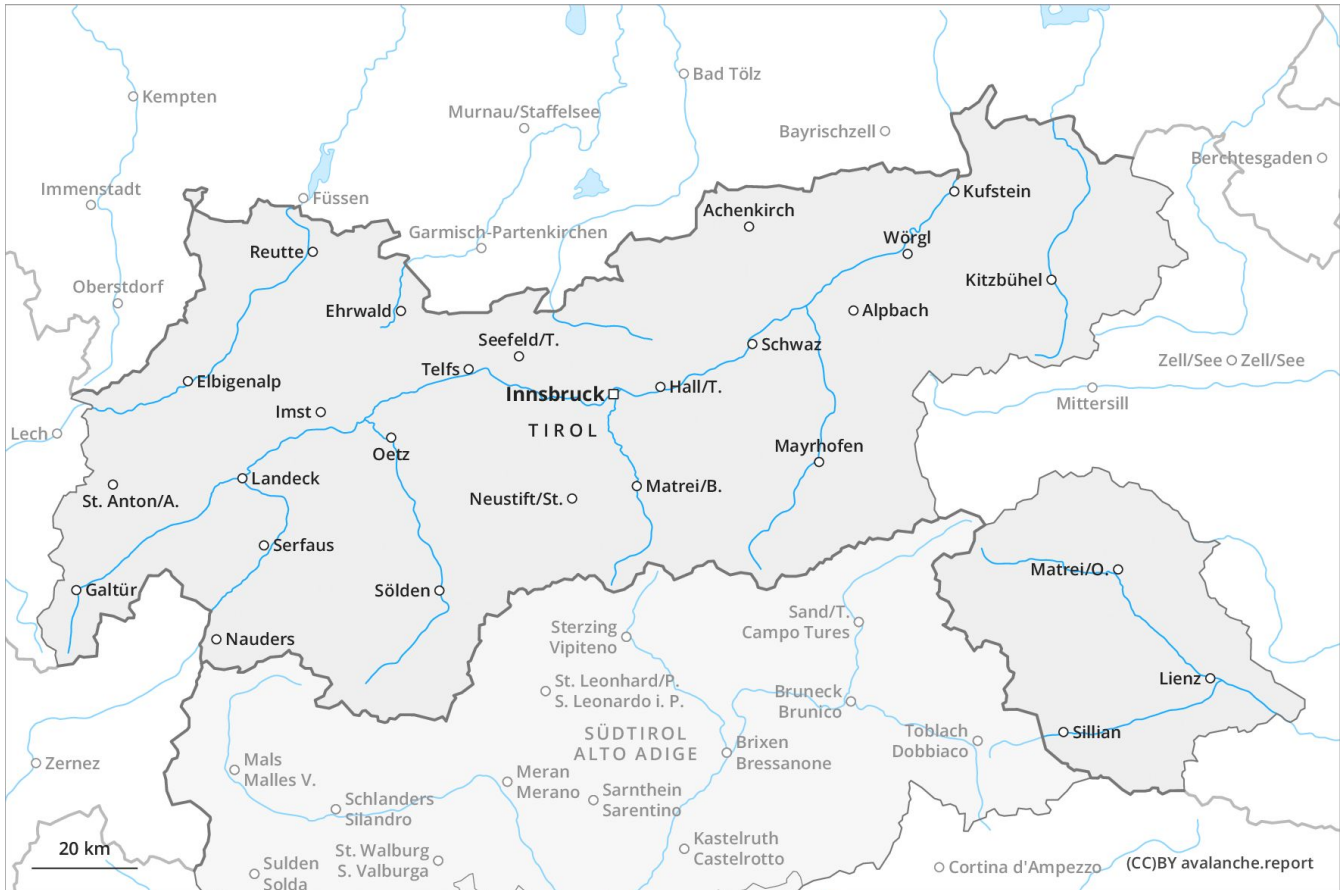 Bad Tölz
Kempten
Murnau/Staffelsee
Bayrischzell
Berchtesgaden
Immenstadt
Füssen
Kufstein
Achenkirch
Garmisch-Partenkirchen
Wörgl
Reutte
Kitzbühel
Oberstdorf
Ehrwald
Alpbach
Seefeld/T.
Schwaz
Zell/See
Zell/See
Telfs
Elbigenalp
Hall/T.
Innsbruck
Mittersill
Imst
TIROL
Lech
Mayrhofen
Oetz
Landeck
Matrei/B.
St. Anton/A.
Neustift/St.
Serfaus
Matrei/O.
Galtür
Sölden
Sand/T.
Campo Tures
Nauders
Sterzing
Vipiteno
Lienz
St. Leonhard/P.
S. Leonardo i. P.
Bruneck
Brunico
SÜDTIROL
ALTO ADIGE
Toblach
Dobbiaco
Sillian
Brixen
Bressanone
Zernez
Mals
Malles V.
Meran
Merano
Sarnthein
Sarentino
Schlanders
Silandro
Kastelruth
Castelrotto
20 km
St. Walburg
S. Valburga
Sulden
Solda
Cortina d'Ampezzo
(CC)BY avalanche.report